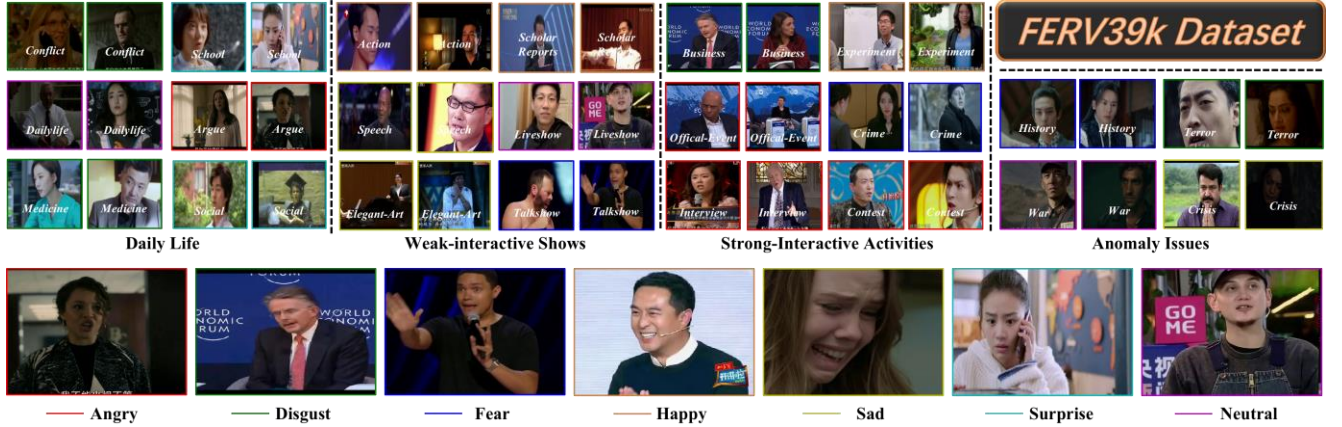 FERV39k Dataset
Conflict Conflict School School
Action Action Scholar Reports Scholar Reports
Business Business Experiment Experiment
Dailylife Dailylife Argue Argue
Speech Speech Liveshow Liveshow
Offical-Event Offical-Event Crime Crime
History History Terror Terror
Medicine Medicine Social Social
Elegant-Art Elegant-Art Talkshow Talkshow
Interview Interview Contest Contest
War War Crisis Crisis
Daily Life Weak-interactive Shows Strong-Interactive Activities Anomaly Issues
FORUM
WORLD
ECONOMIC
FORUM
GO
ME
Angry Disgust Fear Happy Sad Surprise Neutral